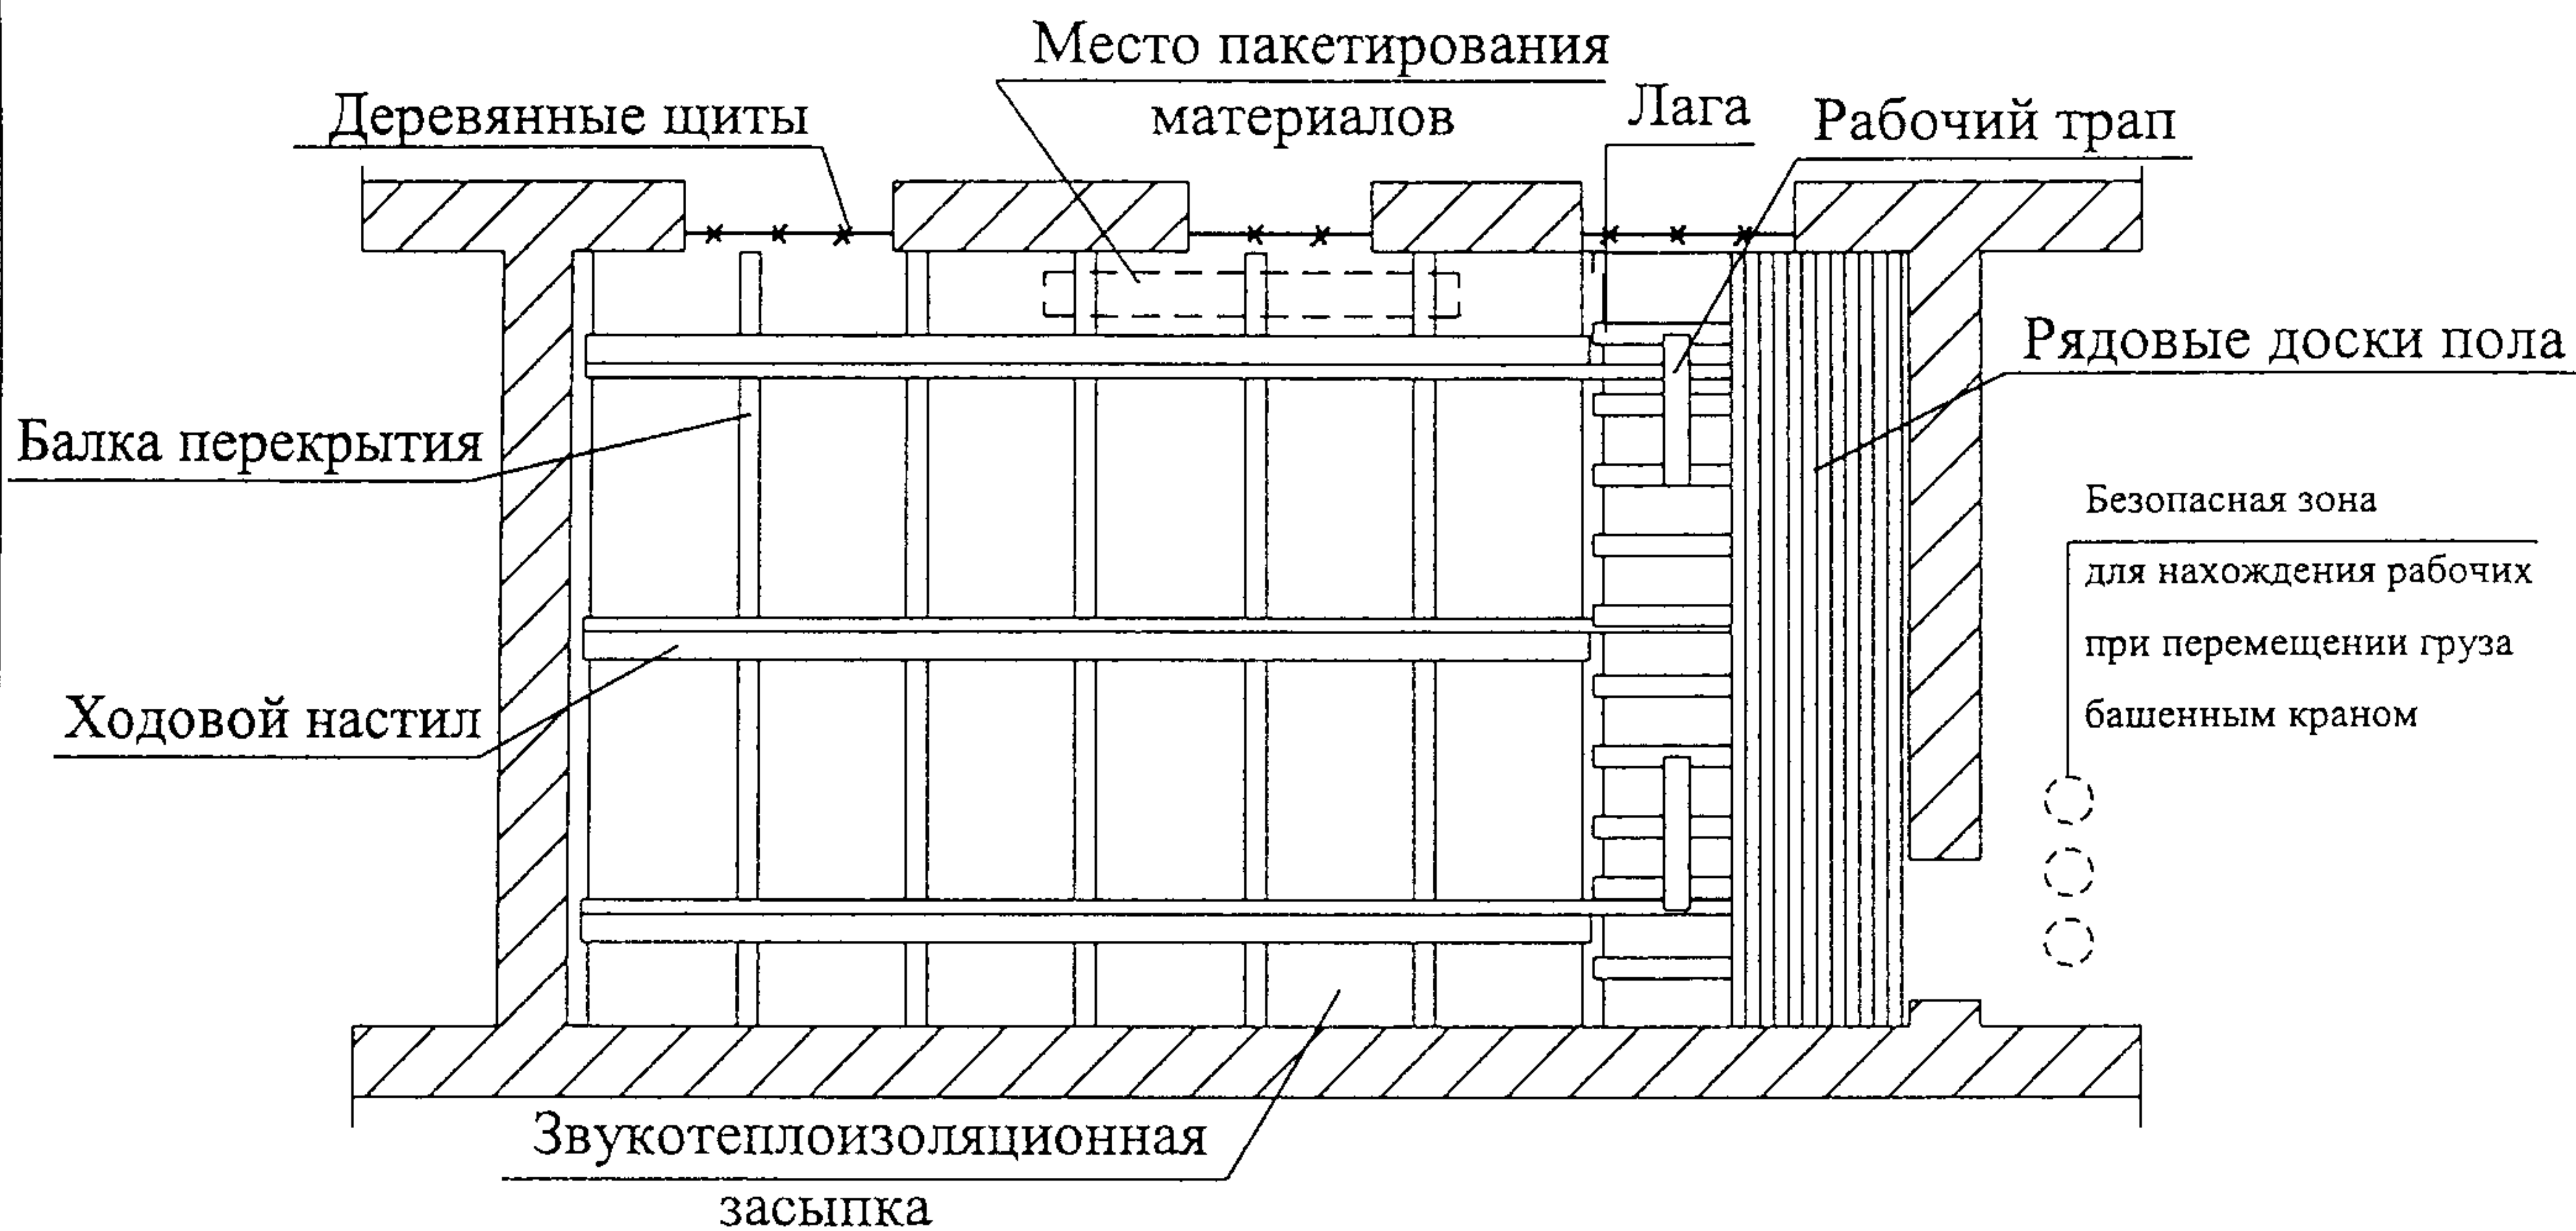 Место пакетирования
материалов
Деревянные щиты
Лага
Рабочий трап
Рядовые доски пола
Балка перекрытия
Безопасная зона
для нахождения рабочих
при перемещении груза
башенным краном
Ходовой настил
Звукотеплоизоляционная
засыпка